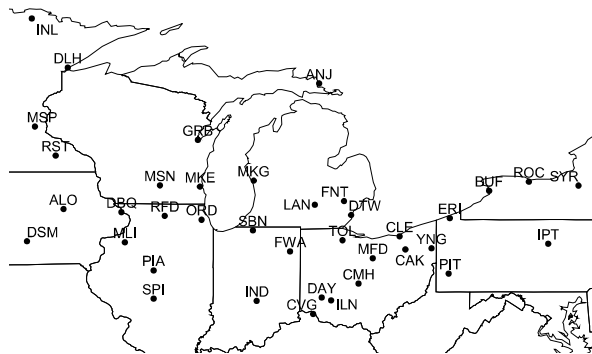 INL
DLH
ANJ
MSP
GRB
RST
MSN
MKE
MKG
BUF
ROC
SYR
ALO
DBQ
RFD
ORD
LAN
FNT
DTW
ERI
DSM
MLI
SBN
TOL
CLE
YNG
IPT
FWA
MFD
CAK
PIA
PIT
SPI
IND
DAY
CMH
ILN
CVG